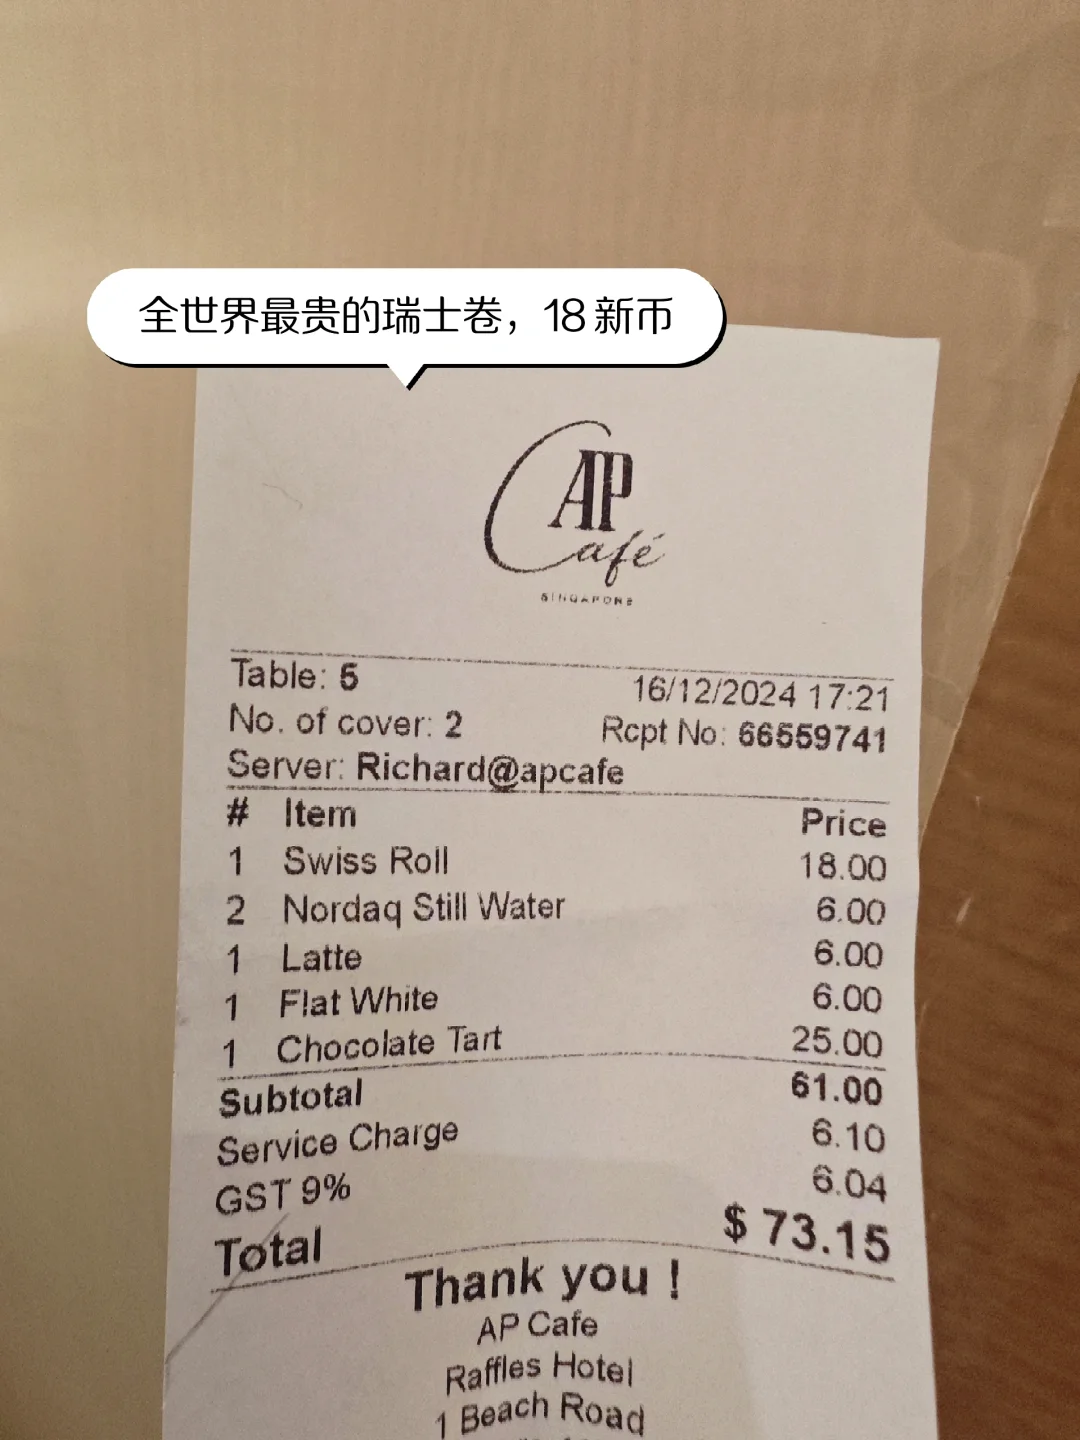 全世界最贵的瑞士卷，18 新币
AP
Café
SINGAPORE
Table: 5
16/12/2024 17:21
No. of cover: 2
Rcpt No: 66559741
Server: Richard@apcafe
# Item Price
1 Swiss Roll 18.00
2 Nordaq Still Water 6.00
1 Latte 6.00
1 Flat White 6.00
1 Chocolate Tart 25.00
Subtotal 61.00
Service Charge 6.10
GST 9% 6.04
Total $ 73.15
Thank you !
AP Cafe
Raffles Hotel
1 Beach Road